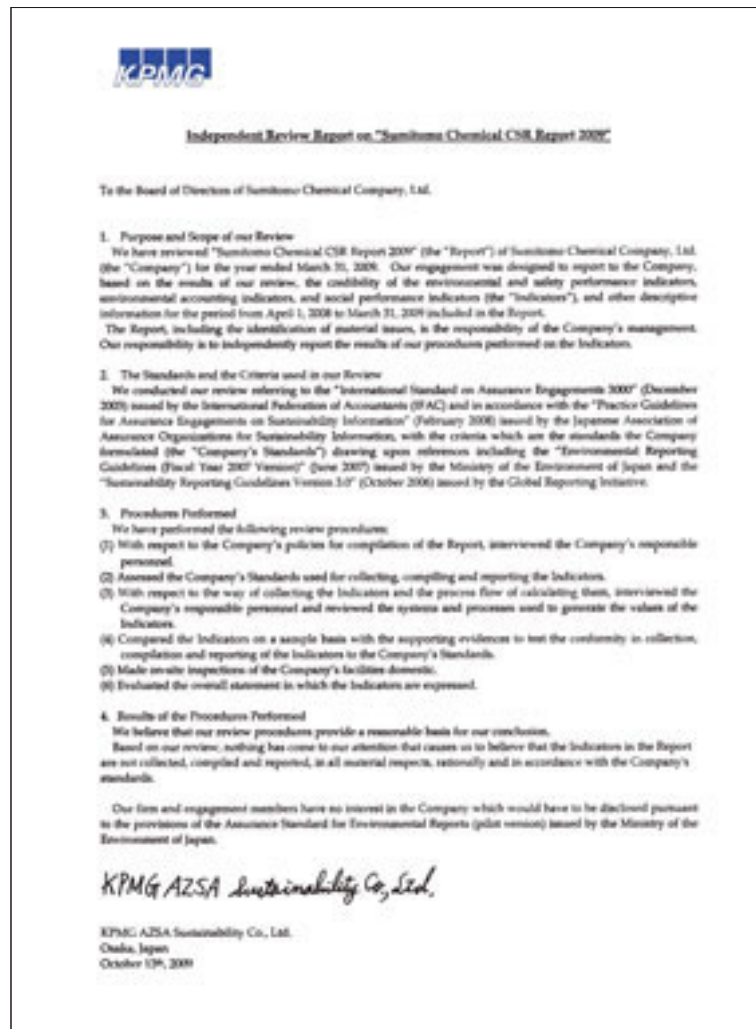 KPMG
Independent Review Report on "Sumitomo Chemical CSR Report 2009"
To the Board of Directors of Sumitomo Chemical Company, Ltd.
1. Purpose and Scope of our Review
We have reviewed "Sumitomo Chemical CSR Report 2009" (the "Report") of Sumitomo Chemical Company, Ltd.
(the "Company") for the year ended March 31, 2009. Our engagement was designed to report to the Company,
based on the results of our review, the credibility of the environmental and safety performance indicators,
environmental accounting indicators, and social performance indicators (the "Indicators"), and other descriptive
information for the period from April 1, 2008 to March 31, 2009 included in the Report.
The Report, including the identification of material issues, is the responsibility of the Company's management.
Our responsibility is to independently report the results of our procedures performed on the Indicators.
2. The Standards and the Criteria used in our Review
We conducted our review referring to the "International Standard on Assurance Engagements 3000" (December
2003) issued by the International Federation of Accountants (IFAC) and in accordance with the "Practice Guidelines
for Assurance Engagements on Sustainability Information" (February 2008) issued by the Japanese Association of
Assurance Organizations for Sustainability Information, with the criteria which are the standards the Company
formulated (the "Company's Standards") drawing upon references including the "Environmental Reporting
Guidelines (Fiscal Year 2007 Version)" (June 2007) issued by the Ministry of the Environment of Japan and the
"Sustainability Reporting Guidelines Version 3.0" (October 2006) issued by the Global Reporting Initiative.
3. Procedures Performed
We have performed the following review procedures:
(1) With respect to the Company's policies for compilation of the Report, interviewed the Company's responsible
personnel.
(2) Assessed the Company's Standards used for collecting, compiling and reporting the Indicators.
(3) With respect to the way of collecting the Indicators and the process flow of calculating them, interviewed the
Company's responsible personnel and reviewed the systems and processes used to generate the values of the
Indicators.
(4) Compared the Indicators on a sample basis with the supporting evidences to test the conformity in collection,
compilation and reporting of the Indicators to the Company's Standards.
(5) Made on-site inspections of the Company's facilities domestic.
(6) Evaluated the overall statement in which the Indicators are expressed.
4. Results of the Procedures Performed
We believe that our review procedures provide a reasonable basis for our conclusion.
Based on our review, nothing has come to our attention that causes us to believe that the Indicators in the Report
are not collected, compiled and reported, in all material respects, rationally and in accordance with the Company's
standards.
Our firm and engagement members have no interest in the Company which would have to be disclosed pursuant
to the provisions of the Assurance Standard for Environmental Reports (pilot version) issued by the Ministry of the
Environment of Japan.
KPMG AZSA Sustainability Co., Ltd.
KPMG AZSA Sustainability Co., Ltd.
Osaka, Japan
October 13th, 2009